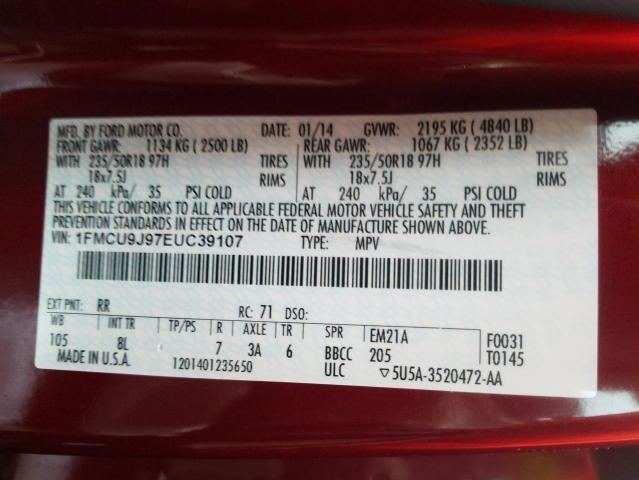 MFD. BY FORD MOTOR CO. DATE: 01/14 GVWR: 2195 KG ( 4840 LB)
FRONT GAWR: 1134 KG ( 2500 LB) REAR GAWR: 1067 KG ( 2352 LB)
WITH 235/50R18 97H TIRES WITH 235/50R18 97H TIRES
18x7.5J RIMS 18x7.5J RIMS
AT 240 kPa/ 35 PSI COLD AT 240 kPa/ 35 PSI COLD
THIS VEHICLE CONFORMS TO ALL APPLICABLE FEDERAL MOTOR VEHICLE SAFETY AND THEFT
PREVENTION STANDARDS IN EFFECT ON THE DATE OF MANUFACTURE SHOWN ABOVE.
VIN: 1FMCU9J97EUC39107 TYPE: MPV
EXT PNT: RR RC: 71 DSO:
WB INT TR TP/PS R AXLE TR SPR EM21A F0031
105 8L 7 3A 6 BBCC 205 T0145
MADE IN U.S.A. 1201401235650 ULC ▽5U5A-3520472-AA